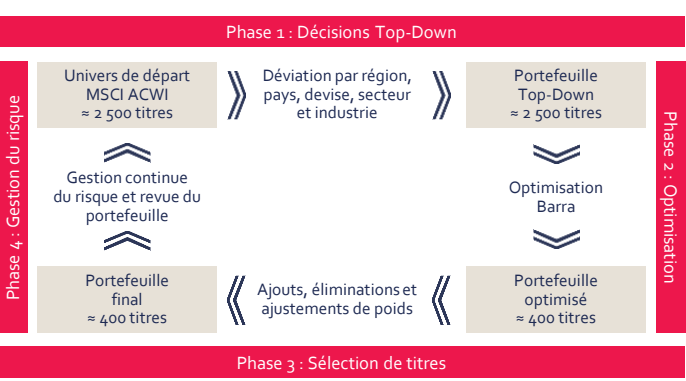 Phase 1 : Décisions Top-Down
Univers de départ
MSCI ACWI
≈ 2 500 titres
Déviation par région,
pays, devise, secteur
et industrie
Portefeuille
Top-Down
≈ 2 500 titres
Phase 2 : Optimisation
Optimisation
Barra
Portefeuille
optimisé
≈ 400 titres
Phase 3 : Sélection de titres
Ajouts, éliminations et
ajustements de poids
Portefeuille
final
≈ 400 titres
Phase 4 : Gestion du risque
Gestion continue
du risque et revue du
portefeuille